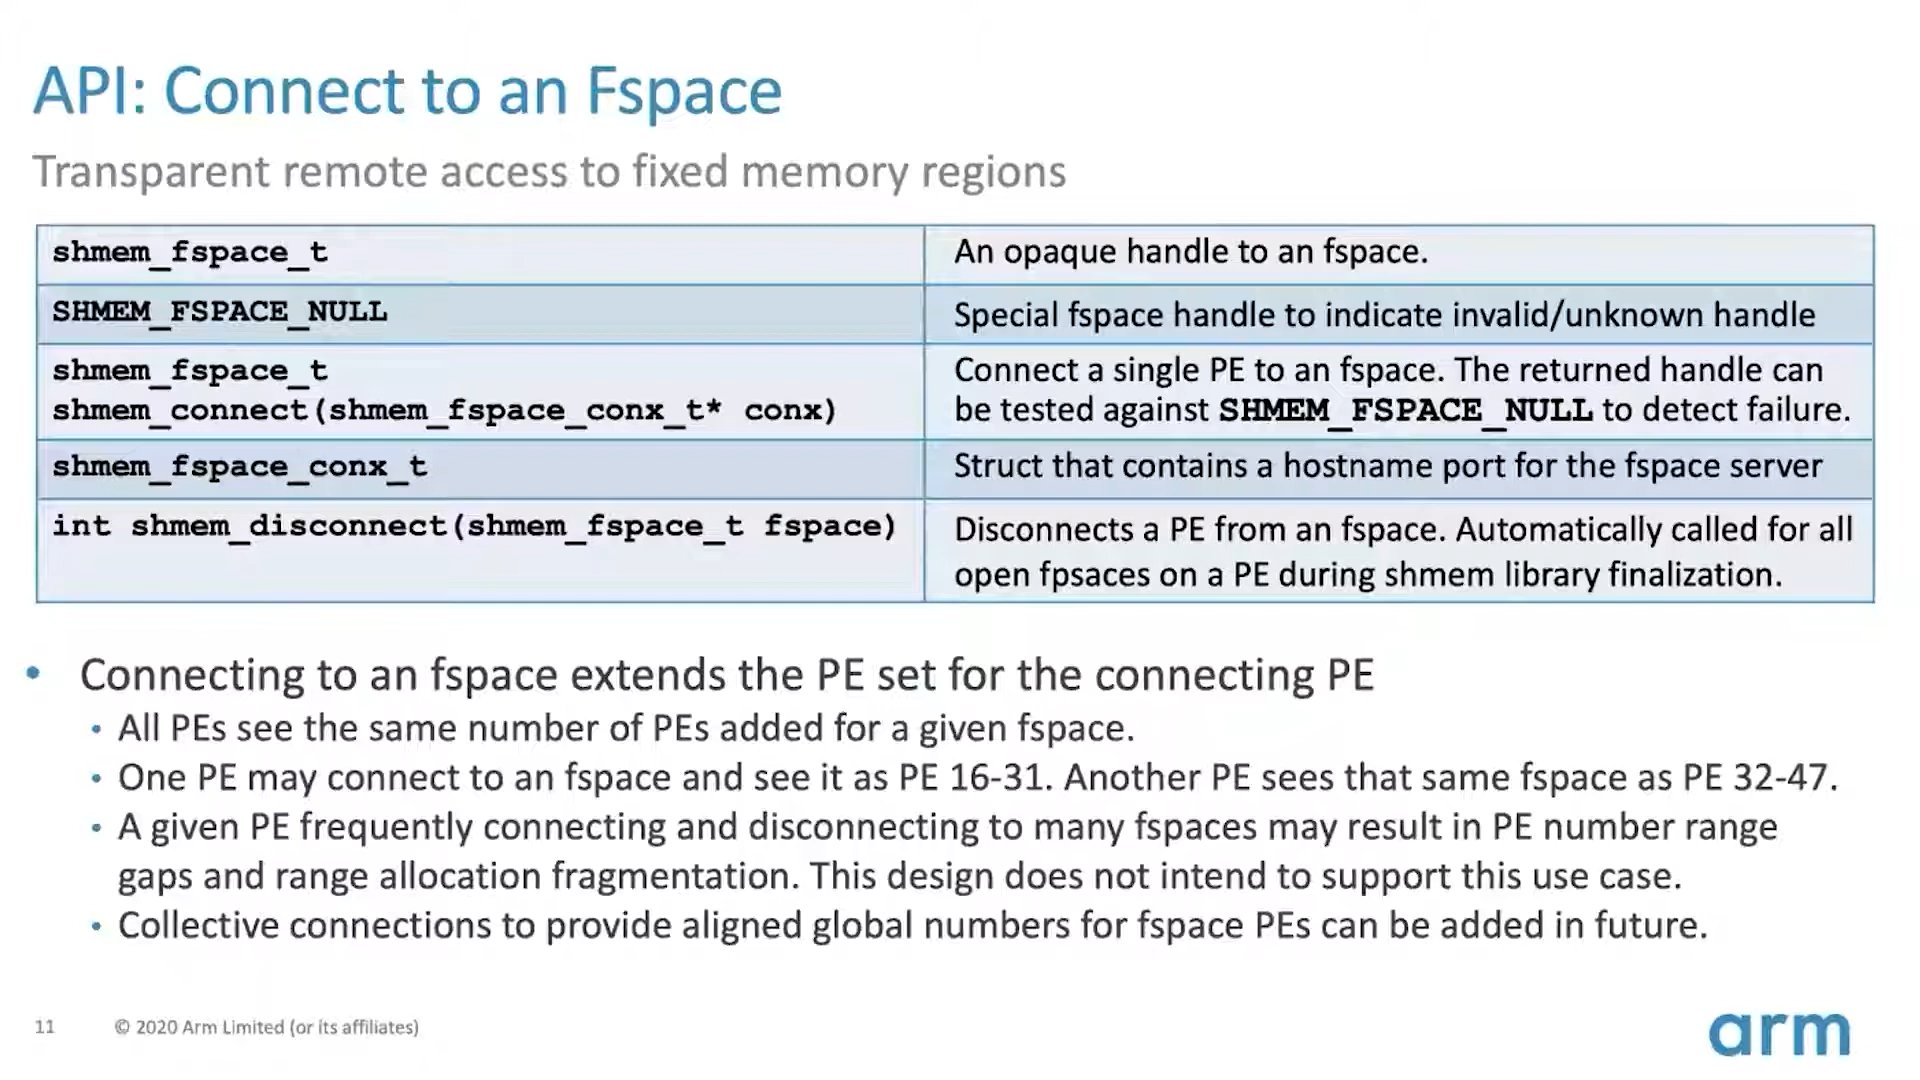 API: Connect to an Fspace
Transparent remote access to fixed memory regions
shmem_fspace_t
An opaque handle to an fspace.
SHMEM_FSPACE_NULL
Special fspace handle to indicate invalid/unknown handle
shmem_fspace_t
shmem_connect(shmem_fspace_conx_t* conx)
Connect a single PE to an fspace. The returned handle can
be tested against SHMEM_FSPACE_NULL to detect failure.
shmem_fspace_conx_t
Struct that contains a hostname port for the fspace server
int shmem_disconnect(shmem_fspace_t fspace)
Disconnects a PE from an fspace. Automatically called for all
open fpsaces on a PE during shmem library finalization.
• Connecting to an fspace extends the PE set for the connecting PE
• All PEs see the same number of PEs added for a given fspace.
• One PE may connect to an fspace and see it as PE 16-31. Another PE sees that same fspace as PE 32-47.
• A given PE frequently connecting and disconnecting to many fspaces may result in PE number range
gaps and range allocation fragmentation. This design does not intend to support this use case.
• Collective connections to provide aligned global numbers for fspace PEs can be added in future.
11
© 2020 Arm Limited (or its affiliates)
arm